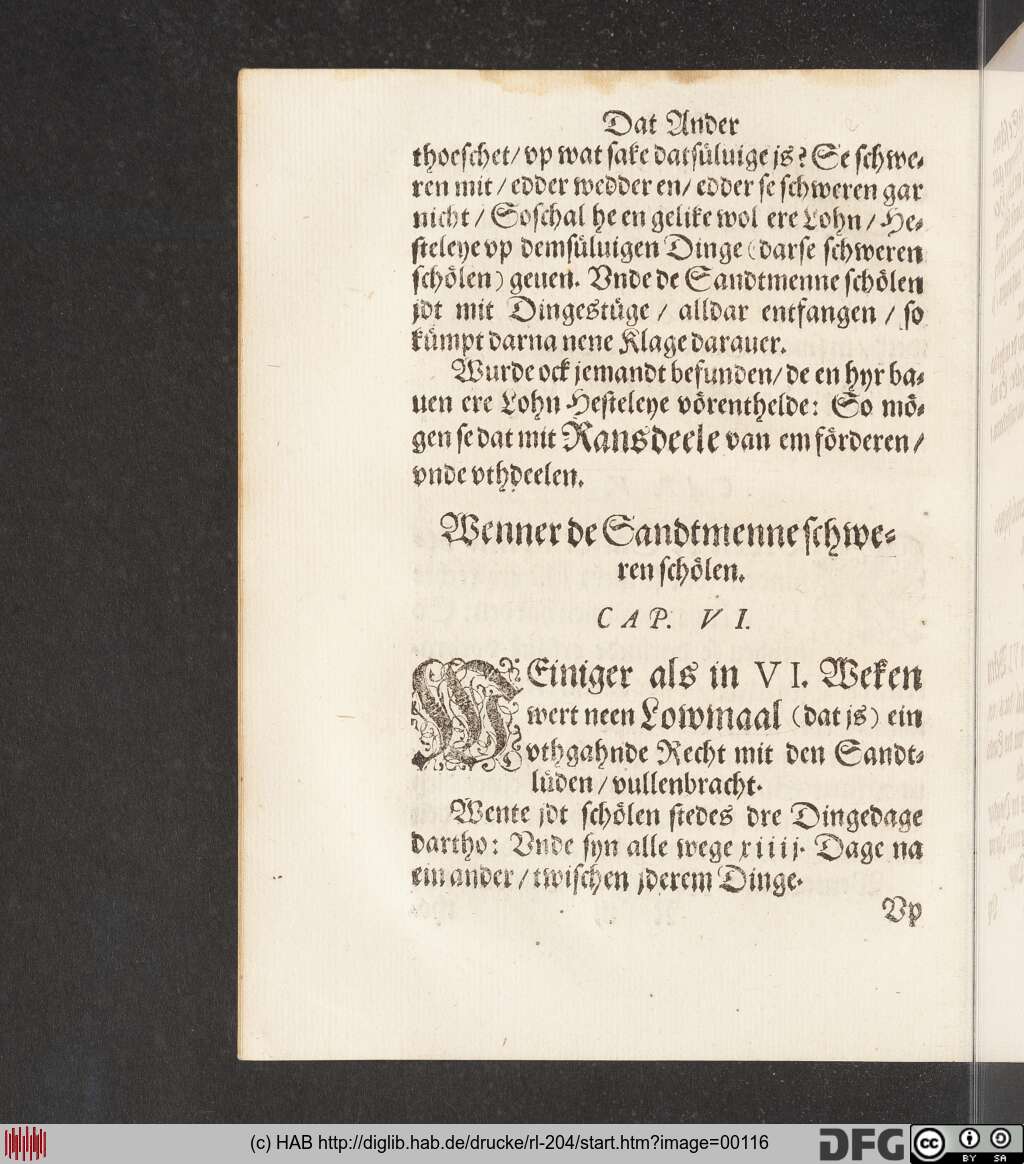 Dat Ander
thoeschet/ vp wat sake datsüluige js? Se schwe-
ren mit / edder wedder en/ edder se schweren gar
nicht / Soschal he en gelike wol ere Lohn / He-
steleye vp demsüluigen Dinge (darse schweren
schölen) geuen. Vnde de Sandtmenne schölen
jdt mit Dingestüge / alldar entfangen / so
kümpt darna nene Klage darauer.
Wurde ock jemandt befunden/ de en hyr ba-
uen ere Lohn Hesteleye vörenthelde: So mö-
gen se dat mit Ransdeele van em förderen /
vnde vthdeelen.
Wenner de Sandtmenne schwe-
ren schölen.
CAP. VI.
WEiniger als in VI. Weken
wert neen Lowmaal (dat js) ein
vthgahnde Recht mit den Sandt-
lüden / vullenbracht.
Wente jdt schölen stedes dre Dingedage
dartho: Vnde syn alle wege xiiij. Dage na
ein ander / twischen jderem Dinge.
Vp
(c) HAB http://diglib.hab.de/drucke/rl-204/start.htm?image=00116
DFG
cc
BY SA